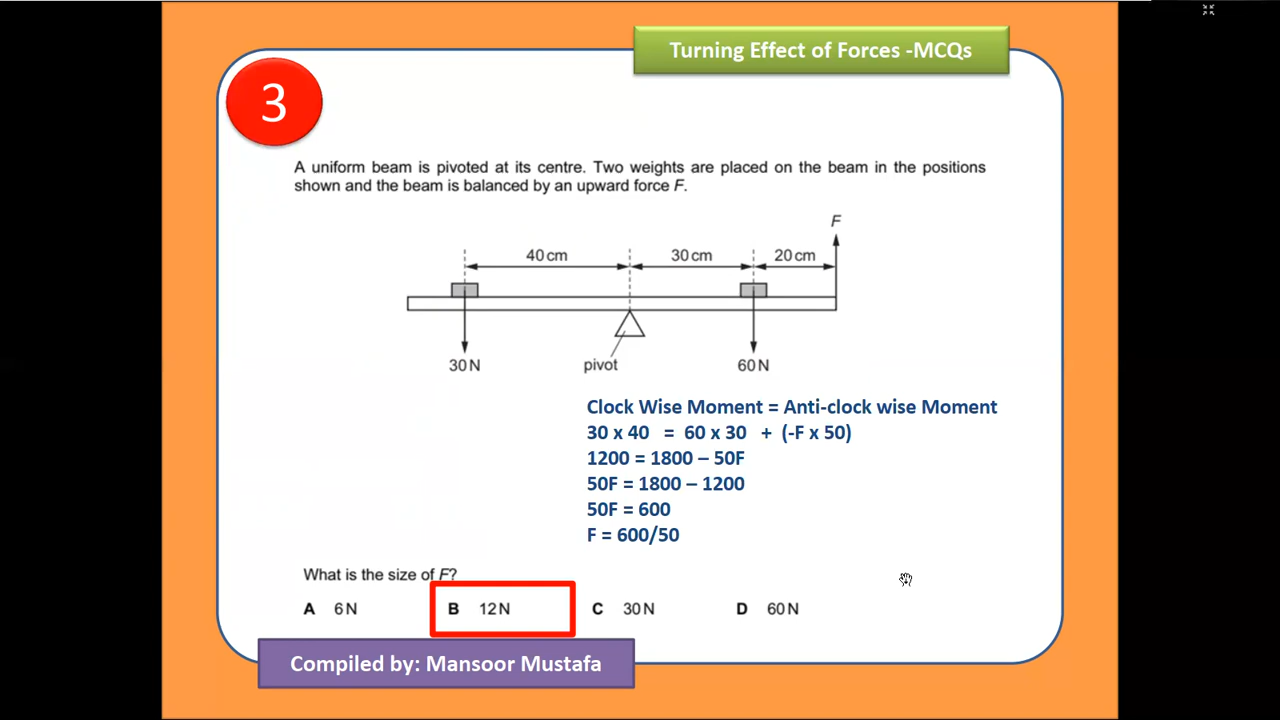 Turning Effect of Forces -MCQs
3
A uniform beam is pivoted at its centre. Two weights are placed on the beam in the positions
shown and the beam is balanced by an upward force F.
F
40 cm
30 cm
20 cm
30 N
pivot
60 N
Clock Wise Moment = Anti-clock wise Moment
30 x 40 = 60 x 30 + (-F x 50)
1200 = 1800 – 50F
50F = 1800 – 1200
50F = 600
F = 600/50
What is the size of F?
A 6 N B 12 N C 30 N D 60 N
Compiled by: Mansoor Mustafa